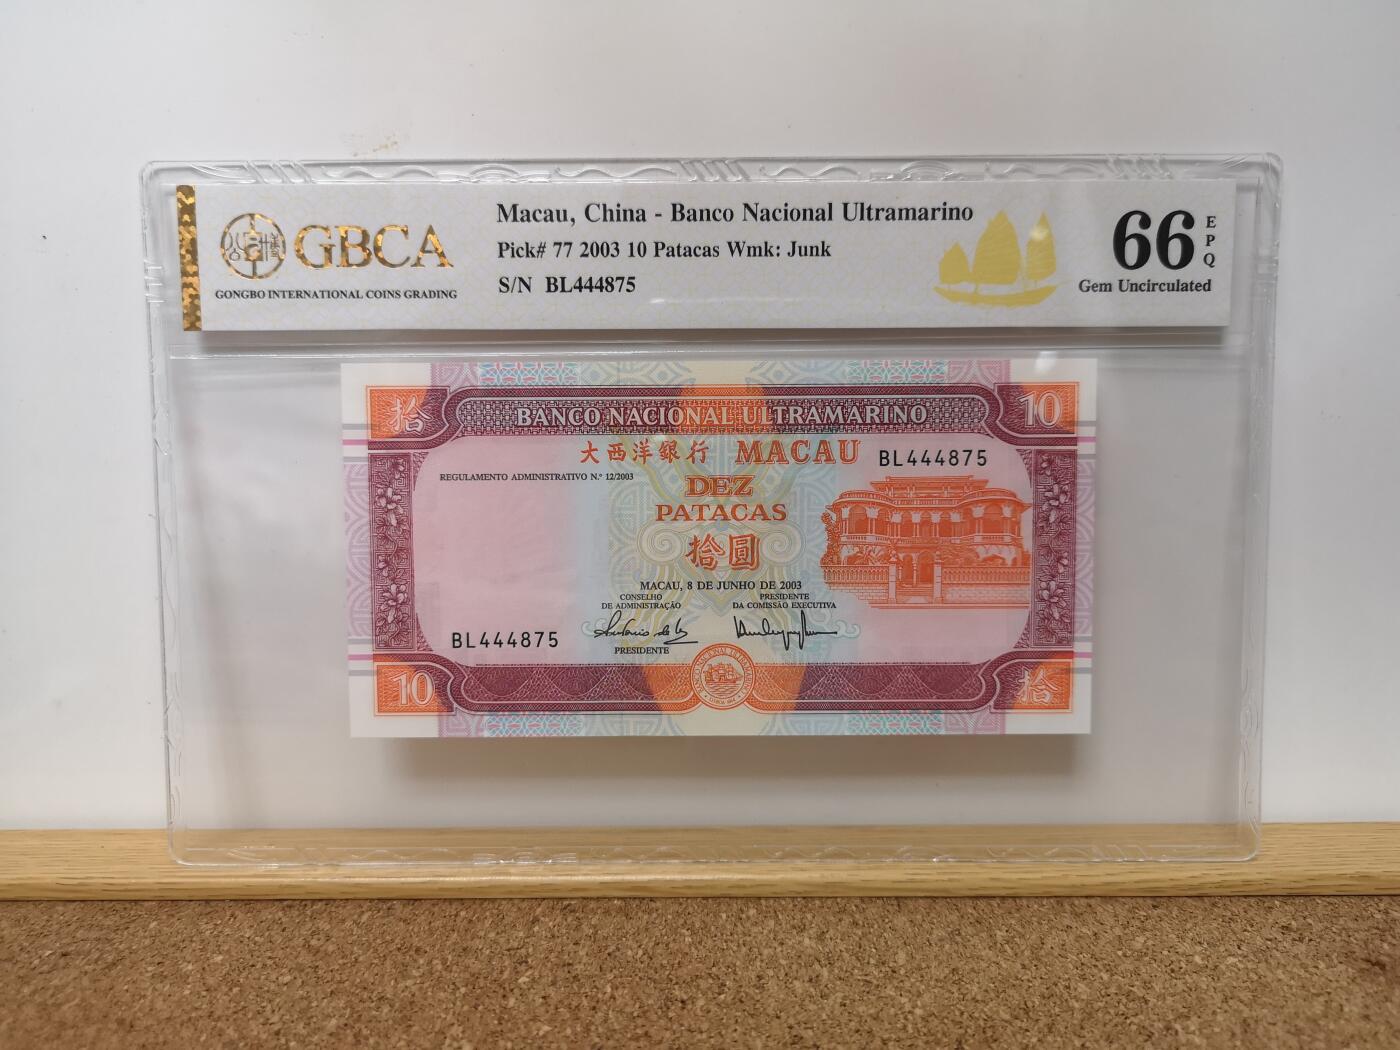 GBCA
GONGBO INTERNATIONAL COINS GRADING
Macau, China - Banco Nacional Ultramarino
Pick# 77 2003 10 Patacas Wmk: Junk
S/N BL444875
66
EPQ
Gem Uncirculated
拾
BANCO NACIONAL ULTRAMARINO
10
大西洋銀行 MACAU
BL444875
REGULAMENTO ADMINISTRATIVO N.º 12/2003
DEZ
PATACAS
拾圓
MACAU, 8 DE JUNHO DE 2003
CONSELHO
DE ADMINISTRAÇÃO
PRESIDENTE
DA COMISSÃO EXECUTIVA
BL444875
PRESIDENTE
10
拾